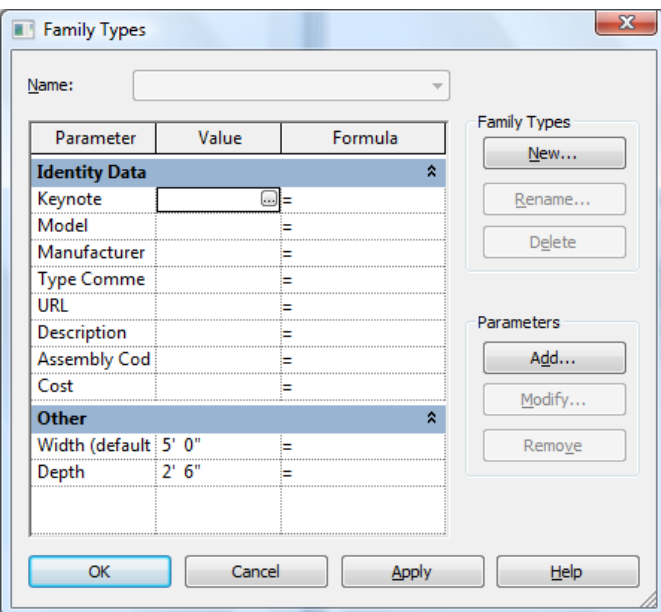 Family Types
Name:
Parameter Value Formula
Identity Data
Keynote ... =
Model =
Manufacturer =
Type Comme =
URL =
Description =
Assembly Cod =
Cost =
Other
Width (default 5' 0" =
Depth 2' 6" =
Family Types
New...
Rename...
Delete
Parameters
Add...
Modify...
Remove
OK Cancel Apply Help